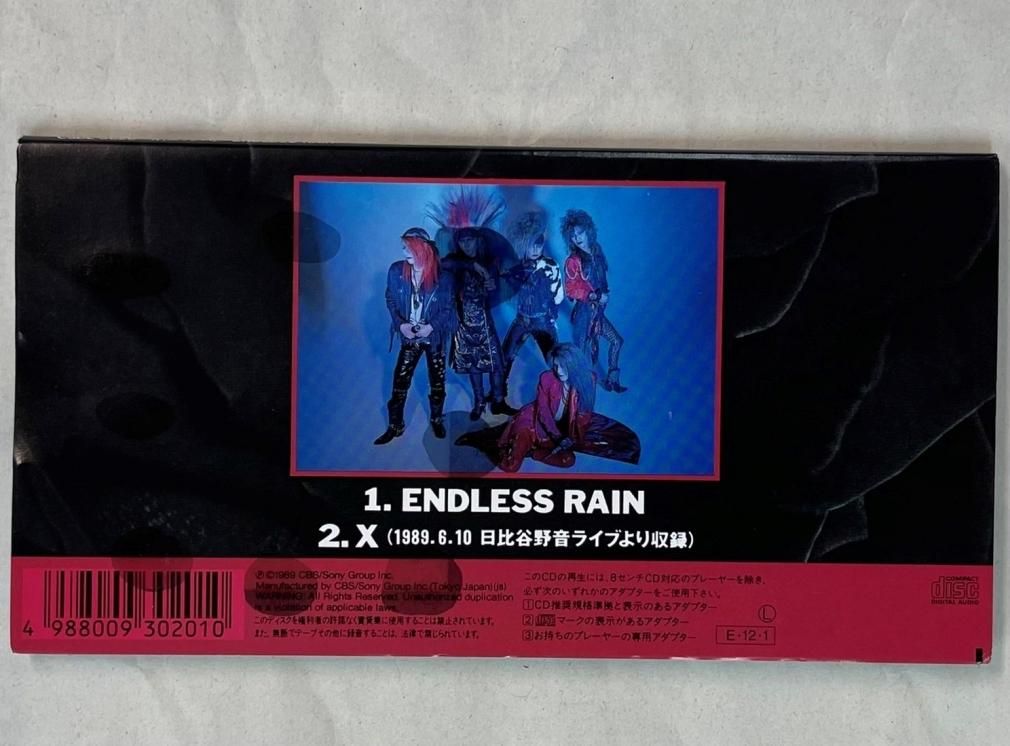 1. ENDLESS RAIN
2. X (1989.6.10 日比谷野音ライブより収録)
4 988009 302010
℗©1989 CBS/Sony Group Inc.
Manufactured by CBS/Sony Group Inc (Tokyo Japan) (js)
WARNING: All Rights Reserved. Unauthorized duplication
is a violation of applicable laws.
このディスクを権利者の許諾なく賃貸業に使用することは禁止されています。
また、無断でテープその他に録音することは、法律で禁じられています。
このCDの再生には、8センチCD対応のプレーヤーを除き、
必ず次のいずれかのアダプターをご使用下さい。
①CD推奨規格準拠と表示のあるアダプター
②マークの表示があるアダプター
③お持ちのプレーヤーの専用アダプター
Ⓛ
E・12・1
COMPACT
disc
DIGITAL AUDIO